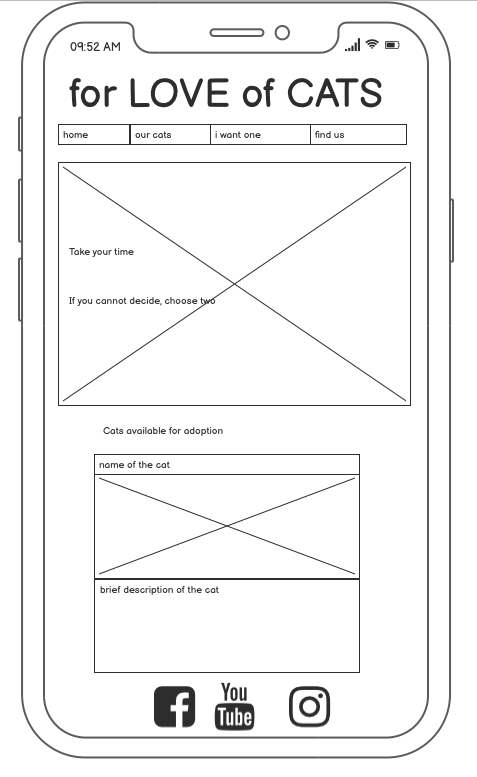 09:52 AM
for LOVE of CATS
home our cats i want one find us
Take your time
If you cannot decide, choose two
Cats available for adoption
name of the cat
brief description of the cat
f You
Tube